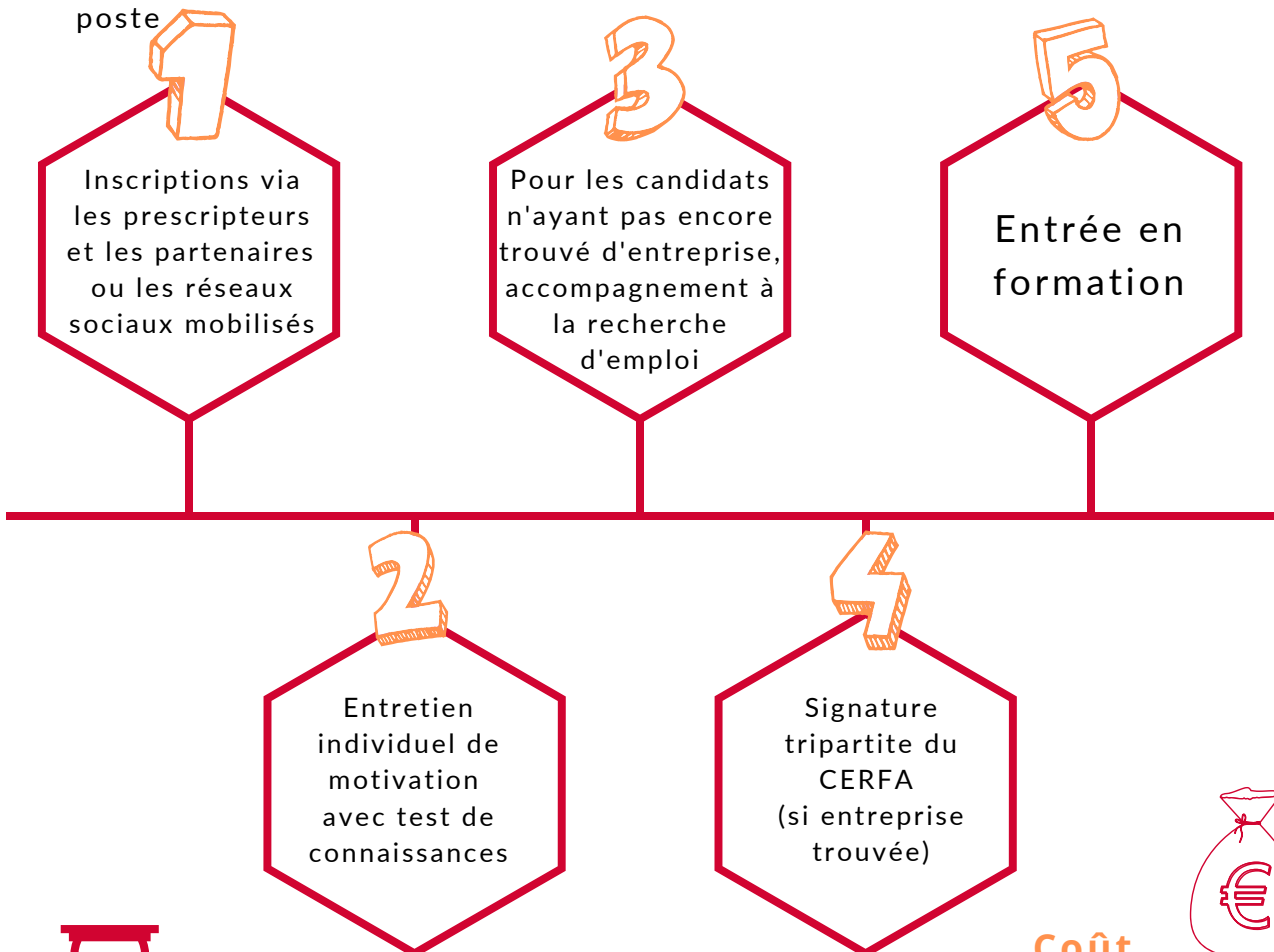 poste
1
Inscriptions via
les prescripteurs
et les partenaires
ou les réseaux
sociaux mobilisés
2
Entretien
individuel de
motivation
avec test de
connaissances
3
Pour les candidats
n'ayant pas encore
trouvé d'entreprise,
accompagnement à
la recherche
d'emploi
4
Signature
tripartite du
CERFA
(si entreprise
trouvée)
5
Entrée en
formation
€
Coût